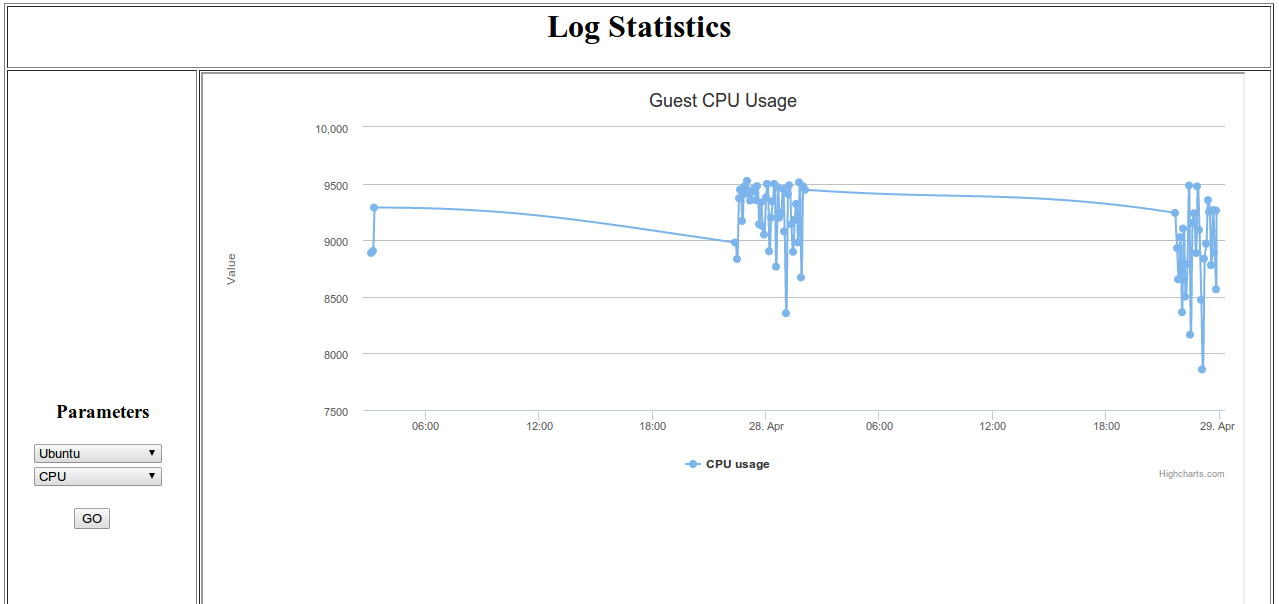 Log Statistics
Guest CPU Usage
10,000
9500
9000
Value
8500
8000
7500
06:00 12:00 18:00 28. Apr 06:00 12:00 18:00 29. Apr
CPU usage
Highcharts.com
Parameters
Ubuntu
CPU
GO